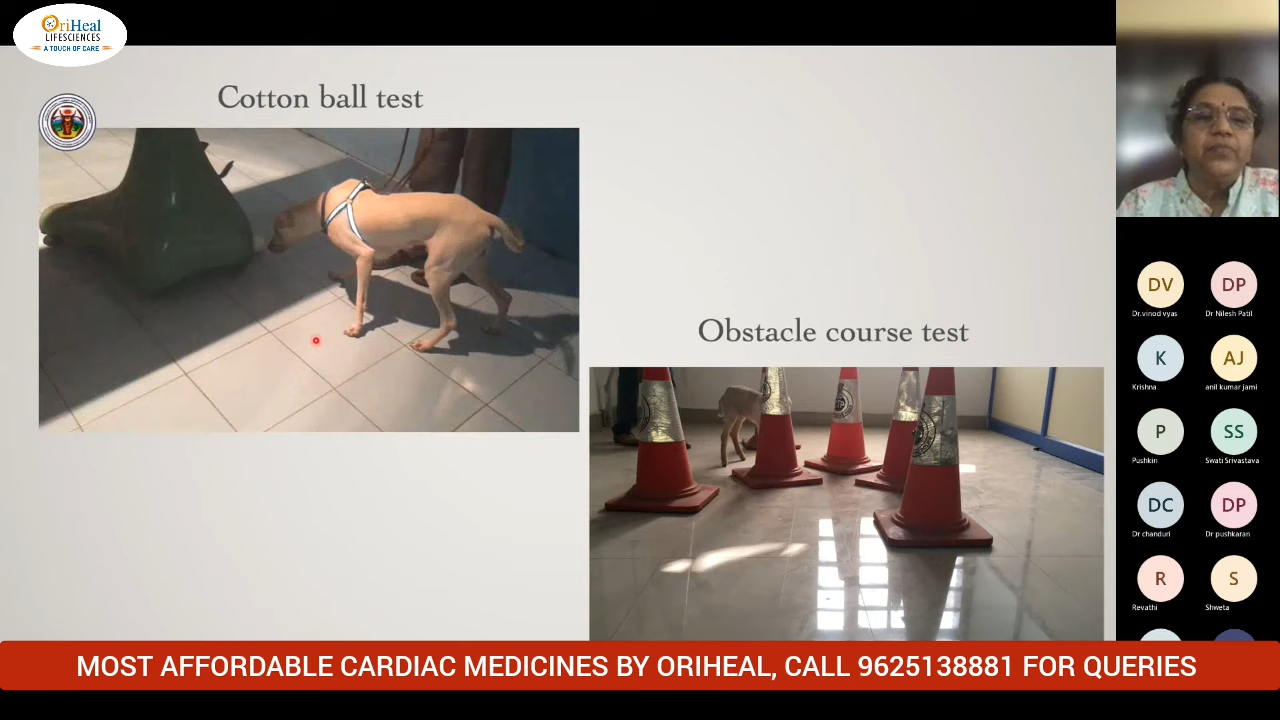 OriHeal
LIFESCIENCES
A TOUCH OF CARE
Cotton ball test
Obstacle course test
DV
DP
Dr.vinod vyas
Dr Nilesh Patil
K
AJ
Krishna
anil kumar jami
P
SS
Pushkin
Swati Srivastava
DC
DP
Dr chanduri
Dr pushkaran
R
S
Revathi
Shweta
MOST AFFORDABLE CARDIAC MEDICINES BY ORIHEAL, CALL 9625138881 FOR QUERIES